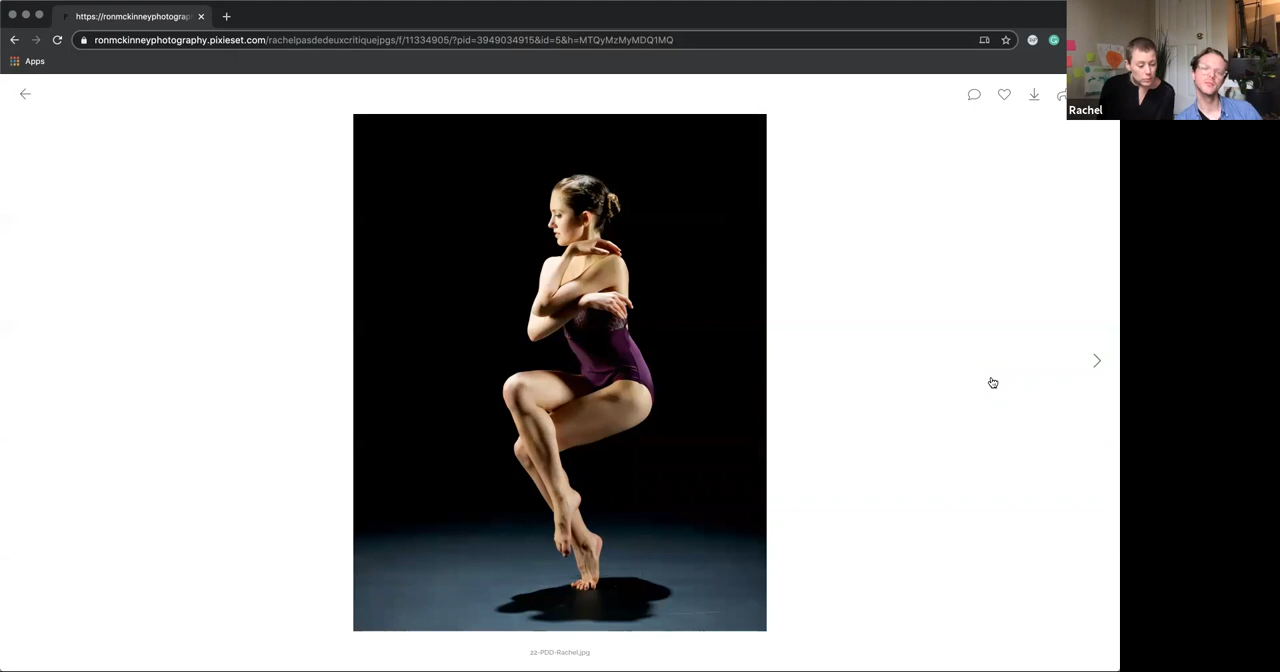 https://ronmckinneyphotograp
ronmckinneyphotography.pixieset.com/rachelpasdedeuxcritiquejpgs/f/11334905/?pid=3949034915&id=5&h=MTQyMzMyMDQ1MQ
Apps
Rachel
zz-PDD-Rachel.jpg